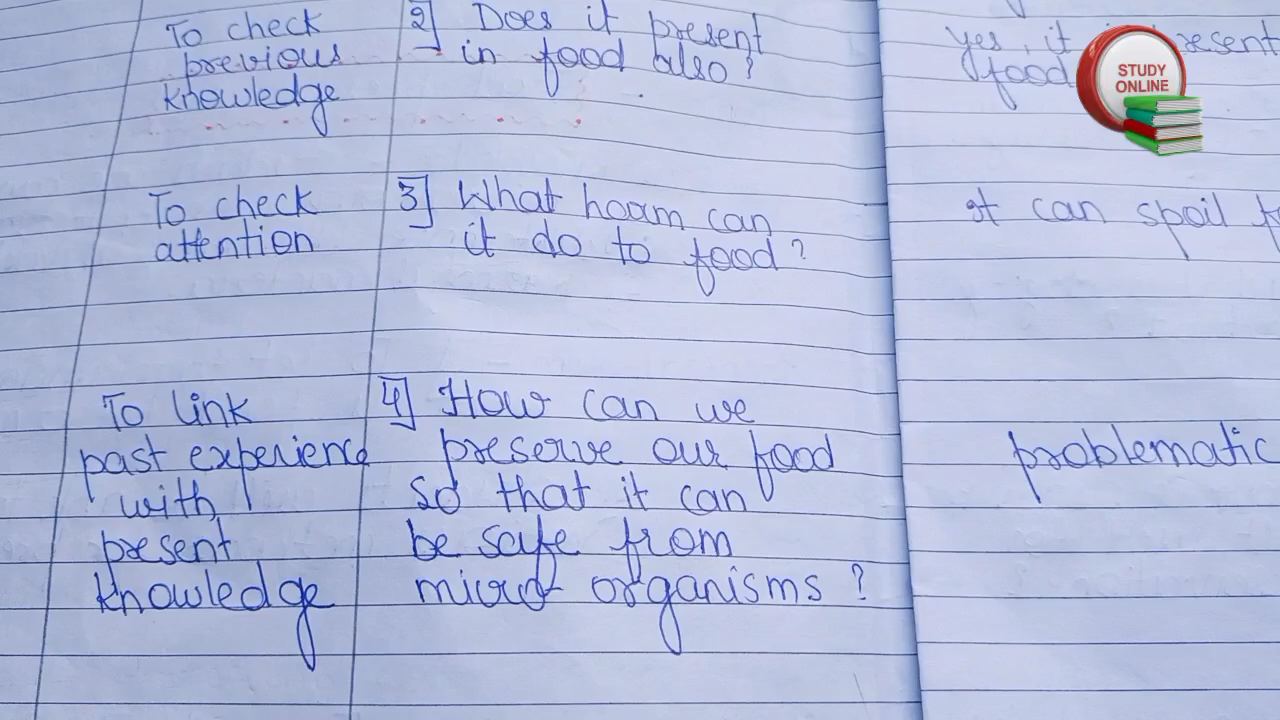 To check
previous
knowledge
2] Does it present
in food also?
yes, it
food
To check
attention
3] What harm can
it do to food?
It can spoil
To link
past experience
with
present
knowledge
4] How can we
preserve our food
so that it can
be safe from
micro organisms?
problematic
STUDY
ONLINE